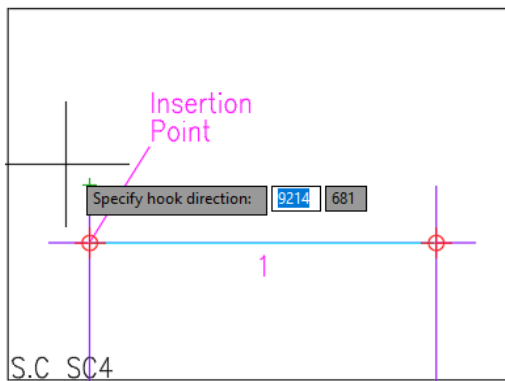 Insertion
Point
Specify hook direction: 9214 681
1
S.C SC4